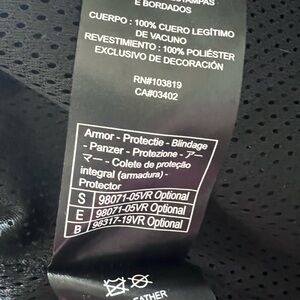 E BORDADOS
CUERPO : 100% CUERO LEGÍTIMO
DE VACUNO
REVESTIMIENTO : 100% POLIÉSTER
EXCLUSIVO DE DECORACIÓN
RN#103819
CA#03402
Armor - Protectie - Blindage
- Panzer - Protezione - アー
マー - Colete de proteção
integral (armadura) -
Protector
S 98071-05VR Optional
E 98071-05VR Optional
B 98317-19VR Optional